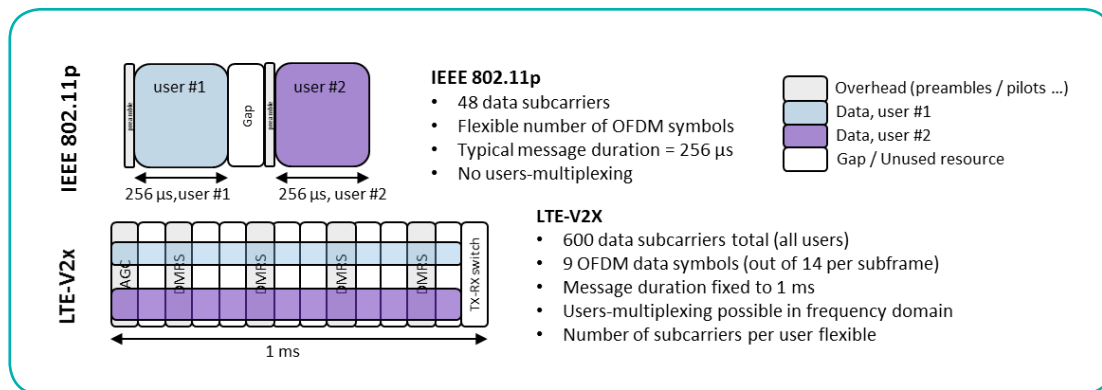 IEEE 802.11p
preamble
user #1
Gap
preamble
user #2
256 µs,user #1
256 µs, user #2
IEEE 802.11p
• 48 data subcarriers
• Flexible number of OFDM symbols
• Typical message duration = 256 µs
• No users-multiplexing
Overhead (preambles / pilots ...)
Data, user #1
Data, user #2
Gap / Unused resource
LTE-V2x
AGC
DMRS
DMRS
DMRS
DMRS
TX-RX switch
1 ms
LTE-V2X
• 600 data subcarriers total (all users)
• 9 OFDM data symbols (out of 14 per subframe)
• Message duration fixed to 1 ms
• Users-multiplexing possible in frequency domain
• Number of subcarriers per user flexible